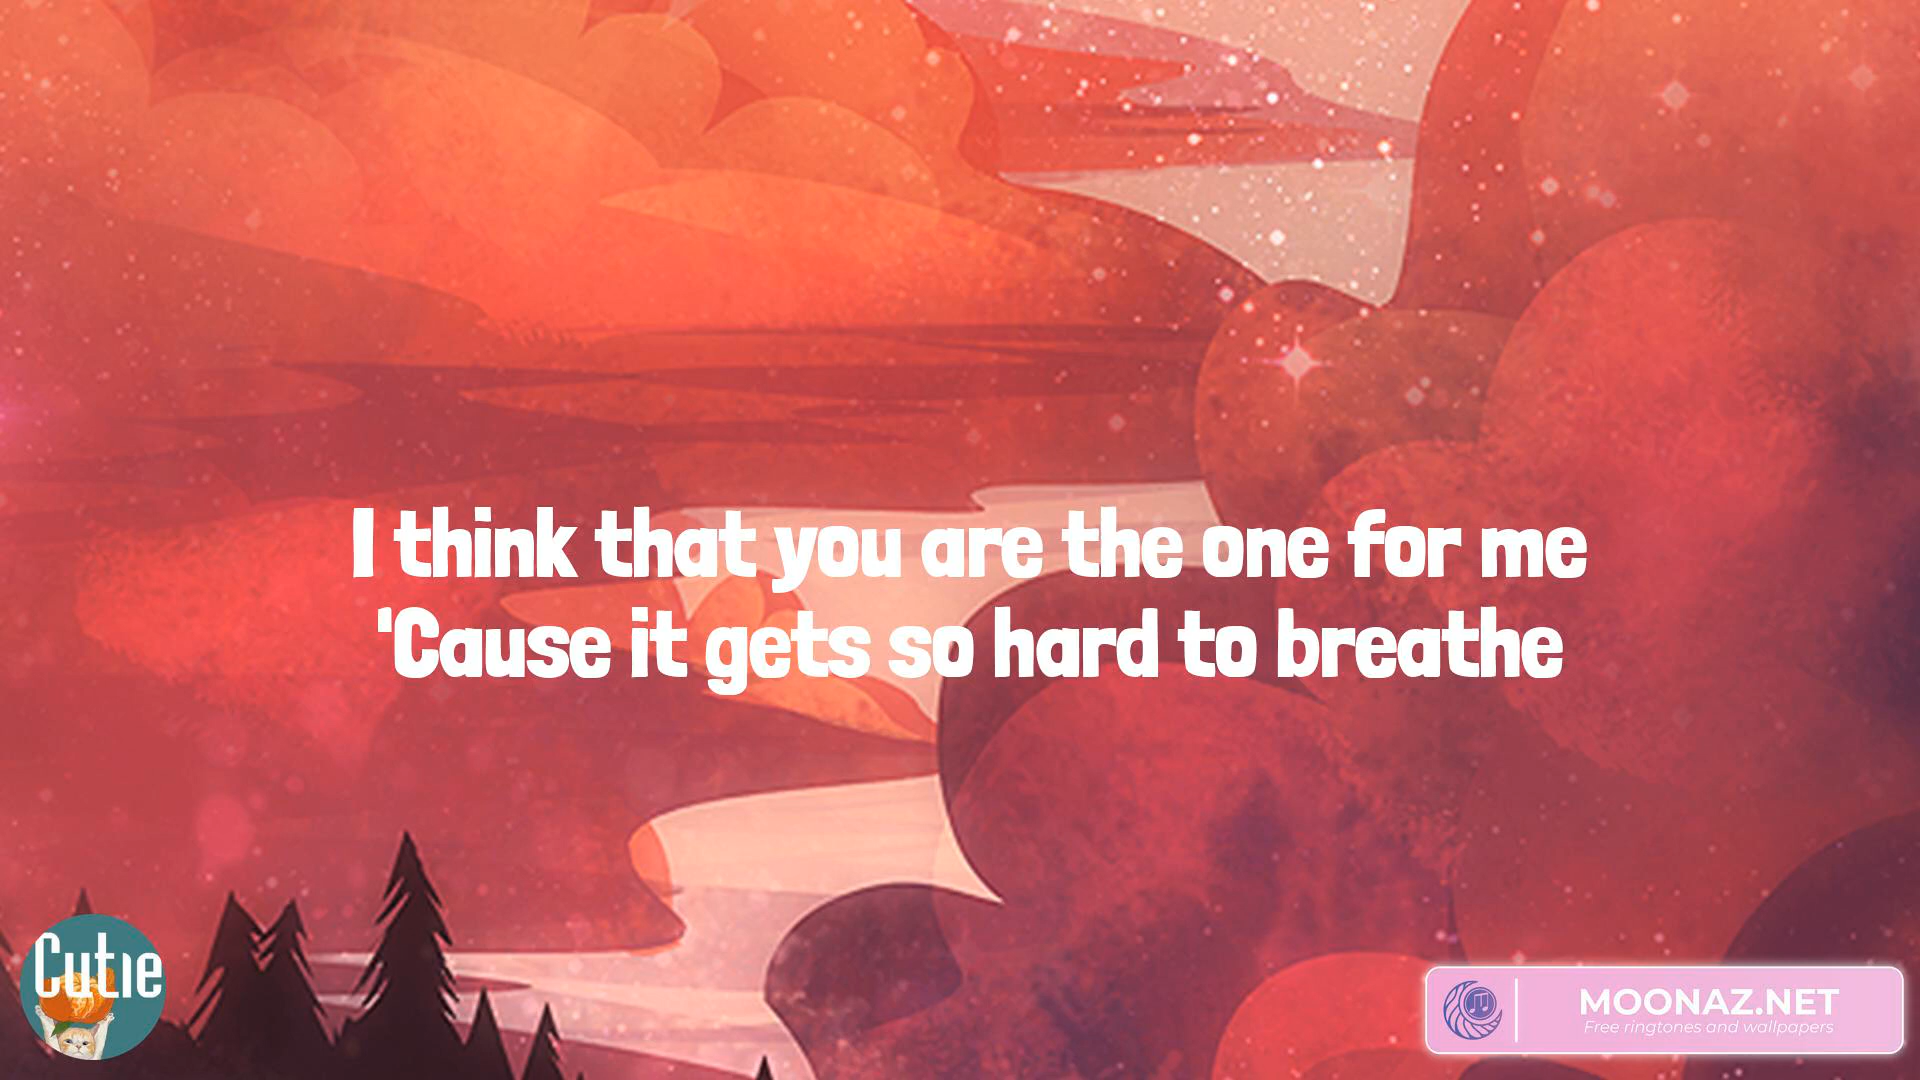 I think that you are the one for me
'Cause it gets so hard to breathe
Cutie
MOONAZ.NET
Free ringtones and wallpapers